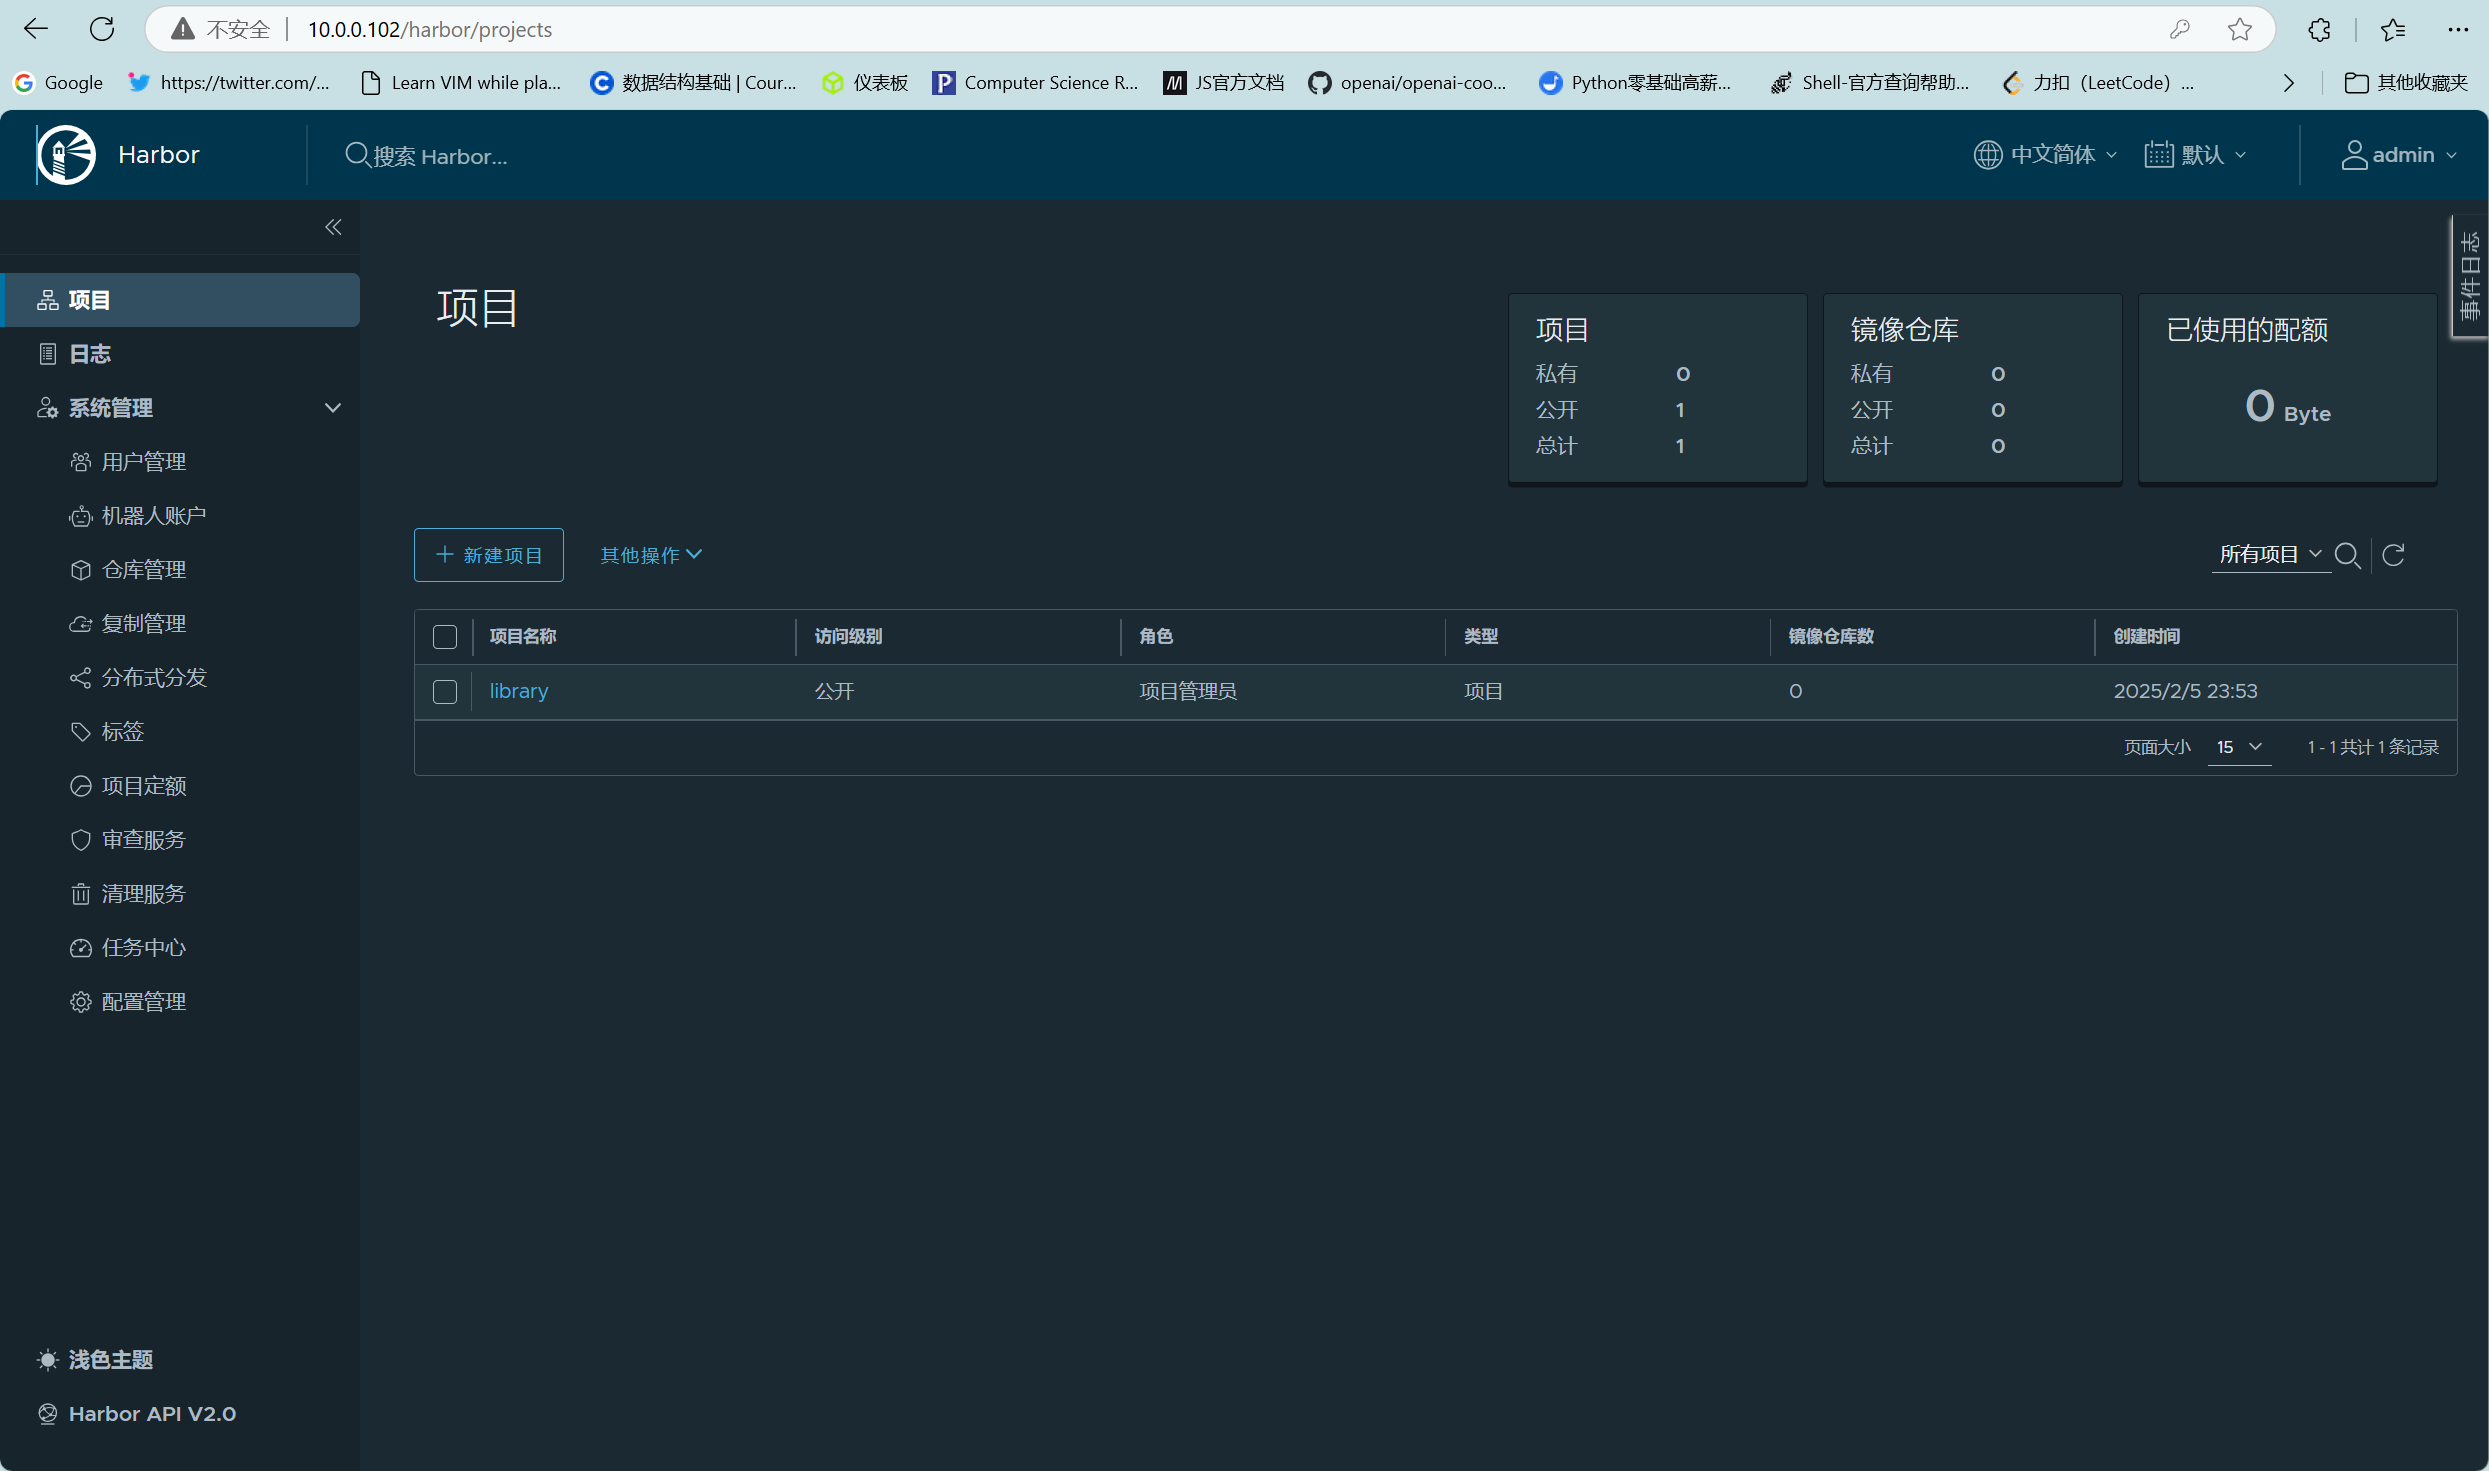 不安全 10.0.0.102/harbor/projects
Google https://twitter.com/... Learn VIM while pla... 数据结构基础 | Cour... 仪表板 Computer Science R... JS官方文档 openai/openai-coo... Python零基础高薪... Shell-官方查询帮助... 力扣（LeetCode）... 其他收藏夹
Harbor 搜索 Harbor... 中文简体 默认 admin
事件日志
项目
日志
系统管理
用户管理
机器人账户
仓库管理
复制管理
分布式分发
标签
项目定额
审查服务
清理服务
任务中心
配置管理
浅色主题
Harbor API V2.0
项目
项目
私有 0
公开 1
总计 1
镜像仓库
私有 0
公开 0
总计 0
已使用的配额
0 Byte
新建项目 其他操作 所有项目
项目名称 访问级别 角色 类型 镜像仓库数 创建时间
library 公开 项目管理员 项目 0 2025/2/5 23:53
页面大小 15 1 - 1 共计 1 条记录